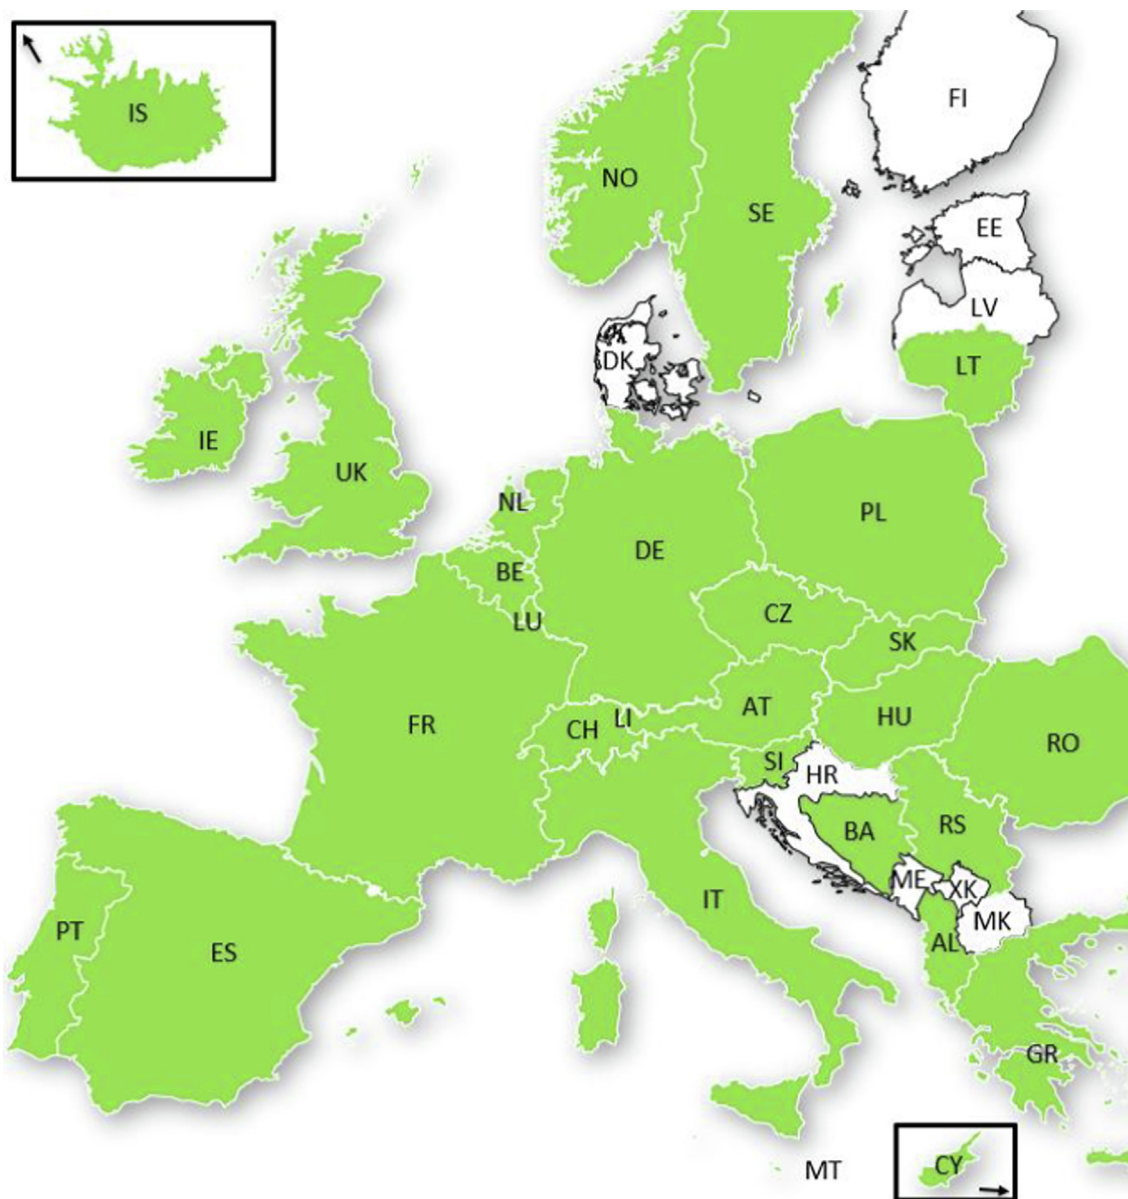 IS
FI
NO
SE
EE
LV
DK
LT
IE
UK
NL
PL
DE
BE
CZ
LU
SK
AT
LI
HU
FR
CH
RO
SI
HR
RS
BA
ME
XK
IT
MK
PT
AL
ES
GR
CY
MT